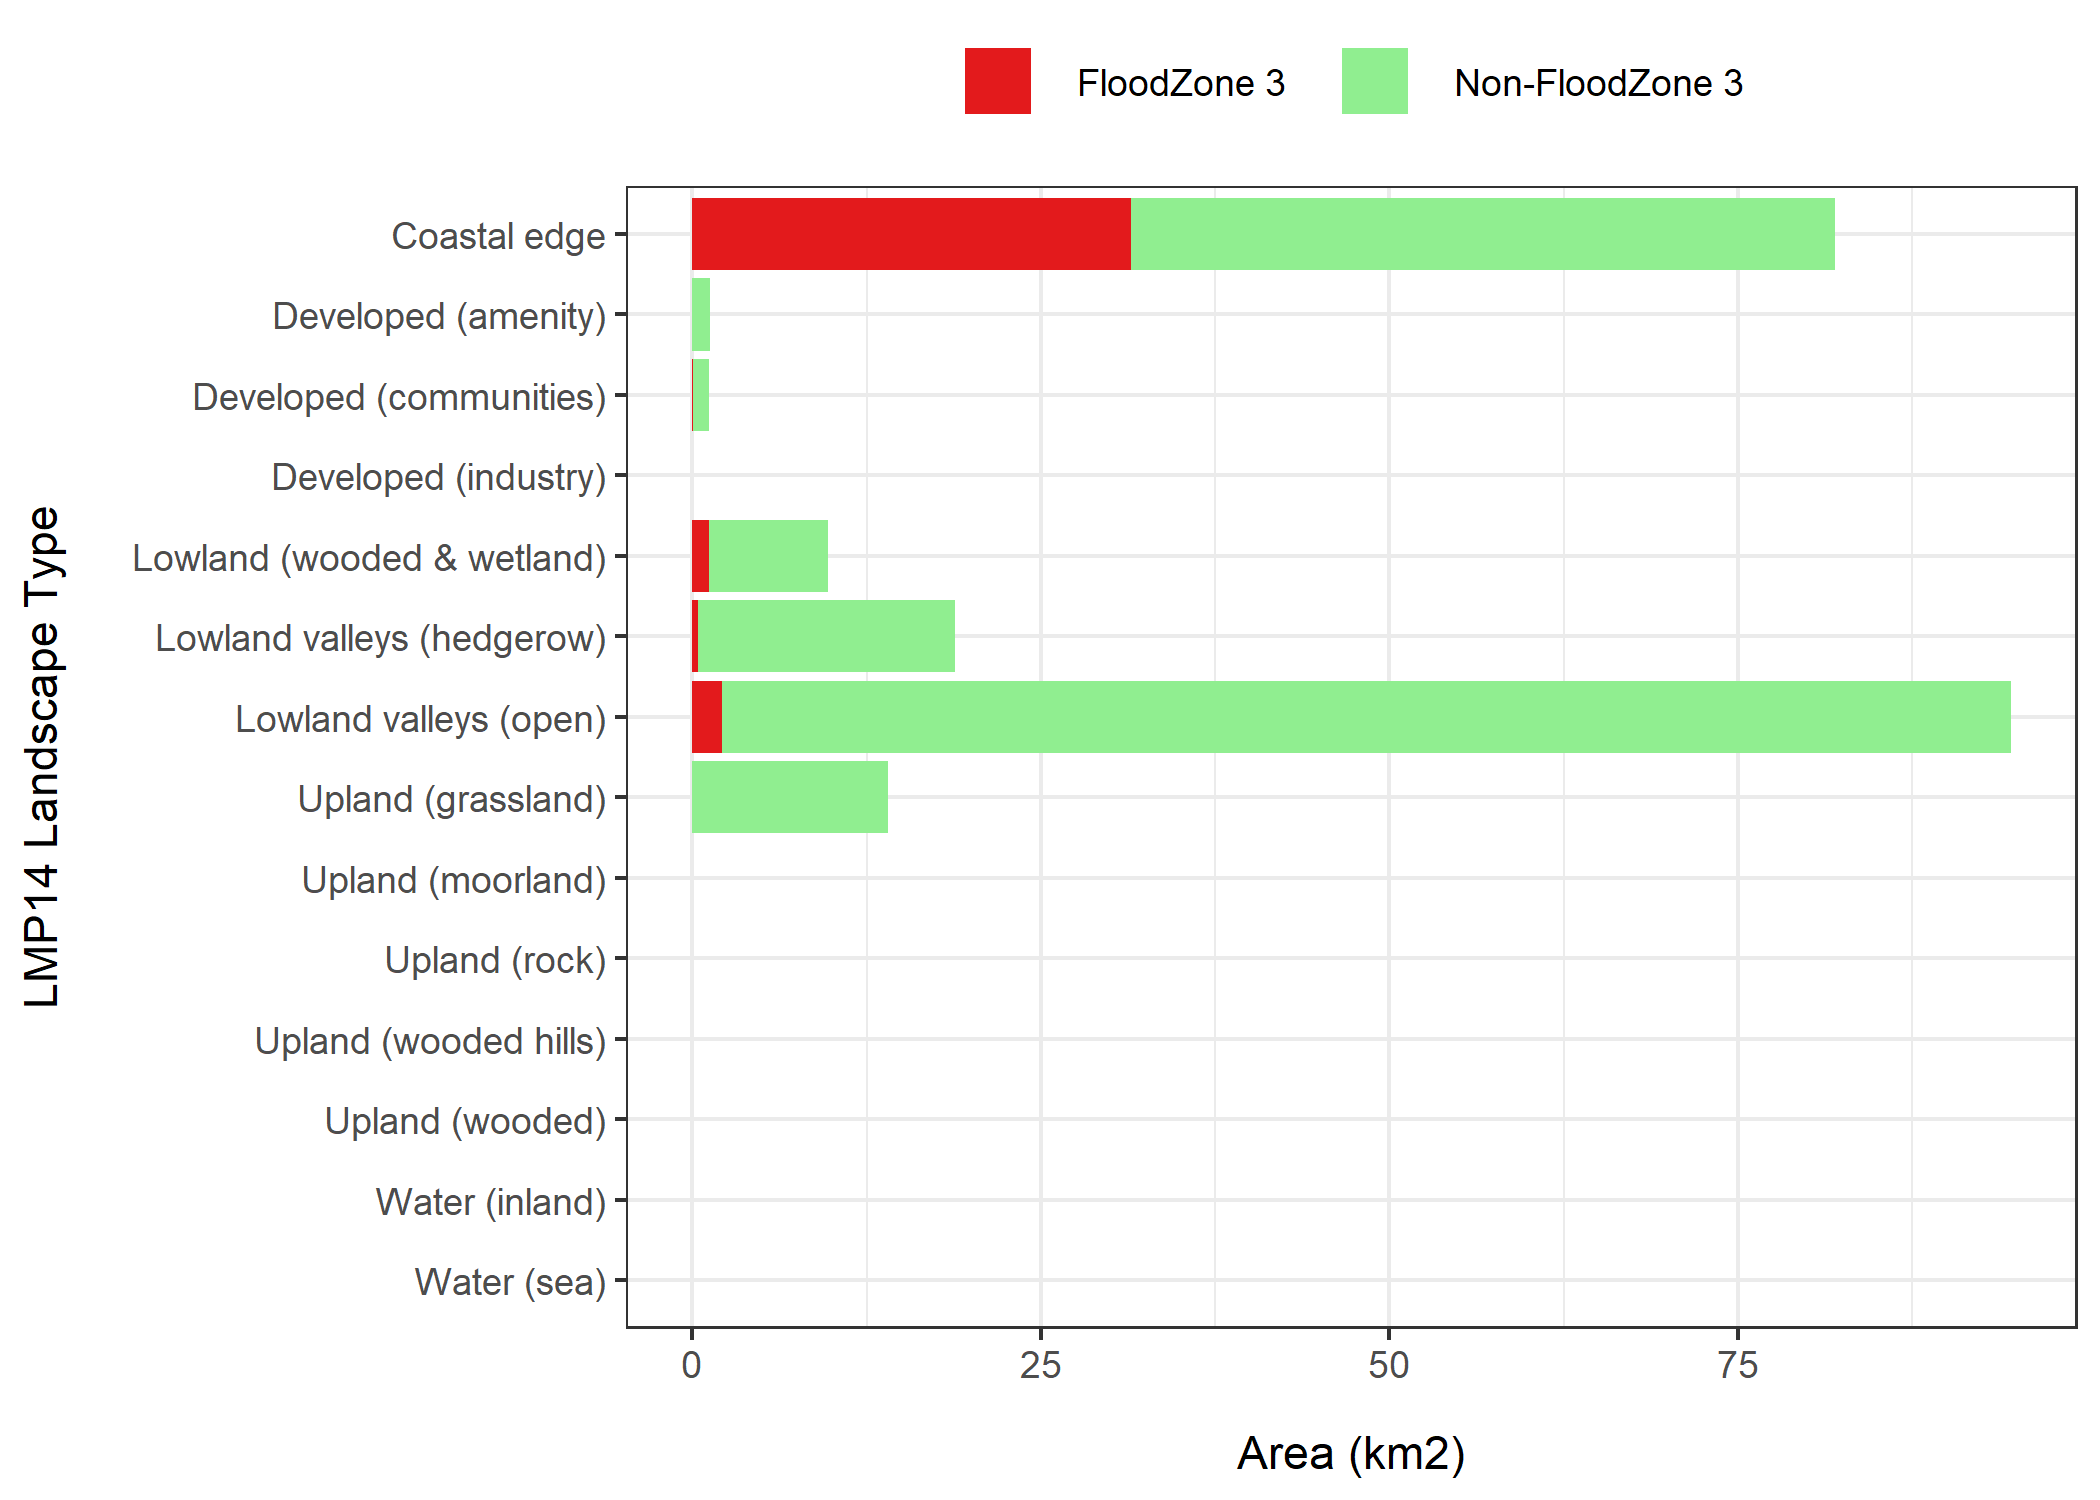 FloodZone 3
Non-FloodZone 3
LMP14 Landscape Type
Coastal edge
Developed (amenity)
Developed (communities)
Developed (industry)
Lowland (wooded & wetland)
Lowland valleys (hedgerow)
Lowland valleys (open)
Upland (grassland)
Upland (moorland)
Upland (rock)
Upland (wooded hills)
Upland (wooded)
Water (inland)
Water (sea)
0 25 50 75
Area (km2)